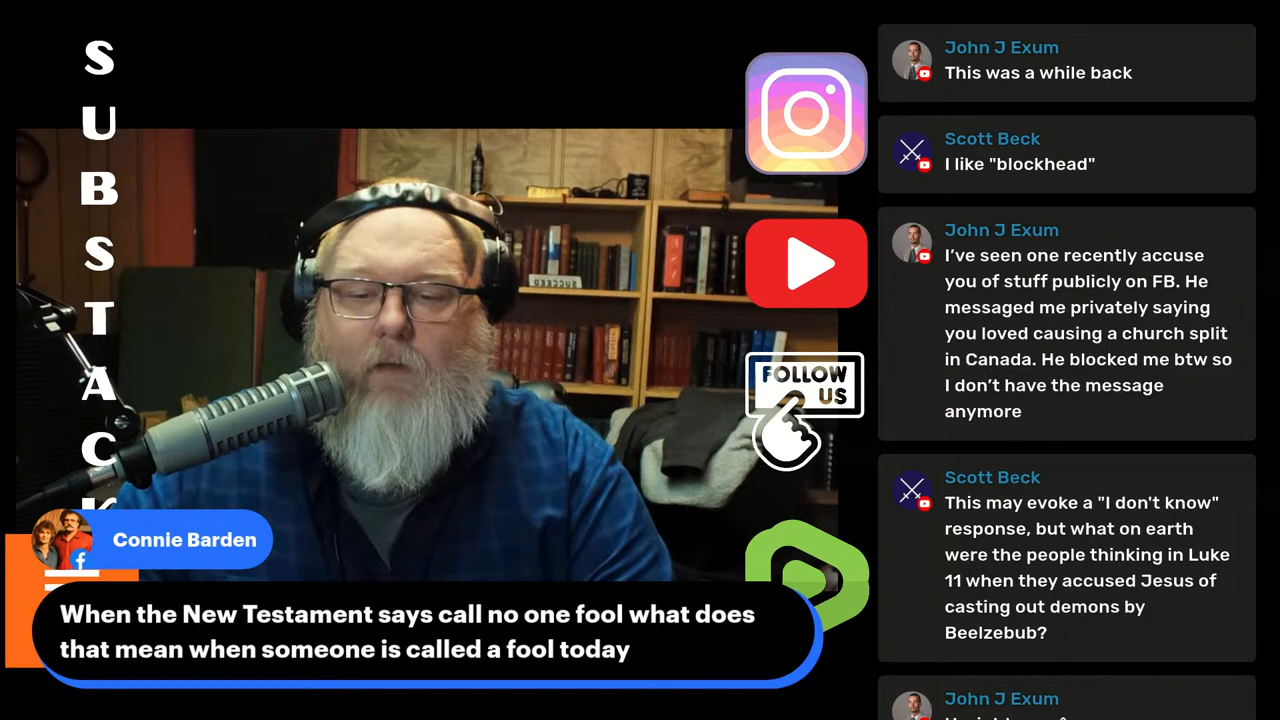 SUBSTACK
FOLLOW
US
Connie Barden
When the New Testament says call no one fool what does
that mean when someone is called a fool today
John J Exum
This was a while back
Scott Beck
I like "blockhead"
John J Exum
I’ve seen one recently accuse
you of stuff publicly on FB. He
messaged me privately saying
you loved causing a church split
in Canada. He blocked me btw so
I don’t have the message
anymore
Scott Beck
This may evoke a "I don't know"
response, but what on earth
were the people thinking in Luke
11 when they accused Jesus of
casting out demons by
Beelzebub?
John J Exum